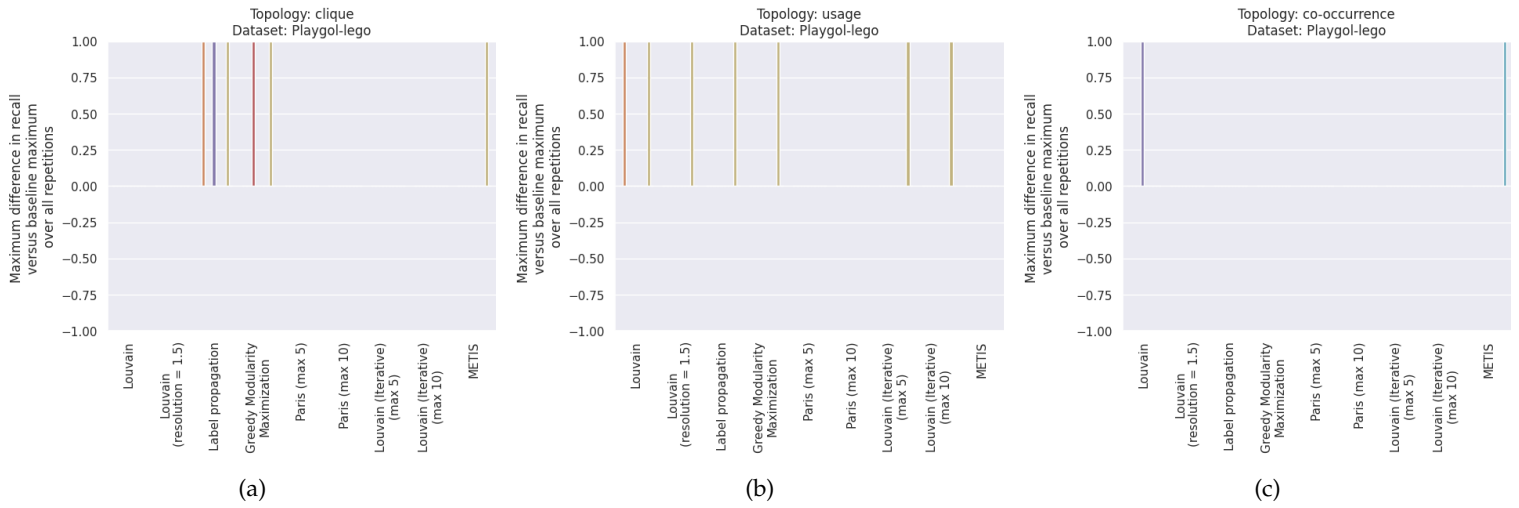 Topology: clique
Dataset: Playgol-lego
Maximum difference in recall
versus baseline maximum
over all repetitions
1.00
0.75
0.50
0.25
0.00
−0.25
−0.50
−0.75
−1.00
Louvain
Louvain
(resolution = 1.5)
Label propagation
Greedy Modularity
Maximization
Paris (max 5)
Paris (max 10)
Louvain (Iterative)
(max 5)
Louvain (Iterative)
(max 10)
METIS
(a)
Topology: usage
Dataset: Playgol-lego
Maximum difference in recall
versus baseline maximum
over all repetitions
1.00
0.75
0.50
0.25
0.00
−0.25
−0.50
−0.75
−1.00
Louvain
Louvain
(resolution = 1.5)
Label propagation
Greedy Modularity
Maximization
Paris (max 5)
Paris (max 10)
Louvain (Iterative)
(max 5)
Louvain (Iterative)
(max 10)
METIS
(b)
Topology: co-occurrence
Dataset: Playgol-lego
Maximum difference in recall
versus baseline maximum
over all repetitions
1.00
0.75
0.50
0.25
0.00
−0.25
−0.50
−0.75
−1.00
Louvain
Louvain
(resolution = 1.5)
Label propagation
Greedy Modularity
Maximization
Paris (max 5)
Paris (max 10)
Louvain (Iterative)
(max 5)
Louvain (Iterative)
(max 10)
METIS
(c)